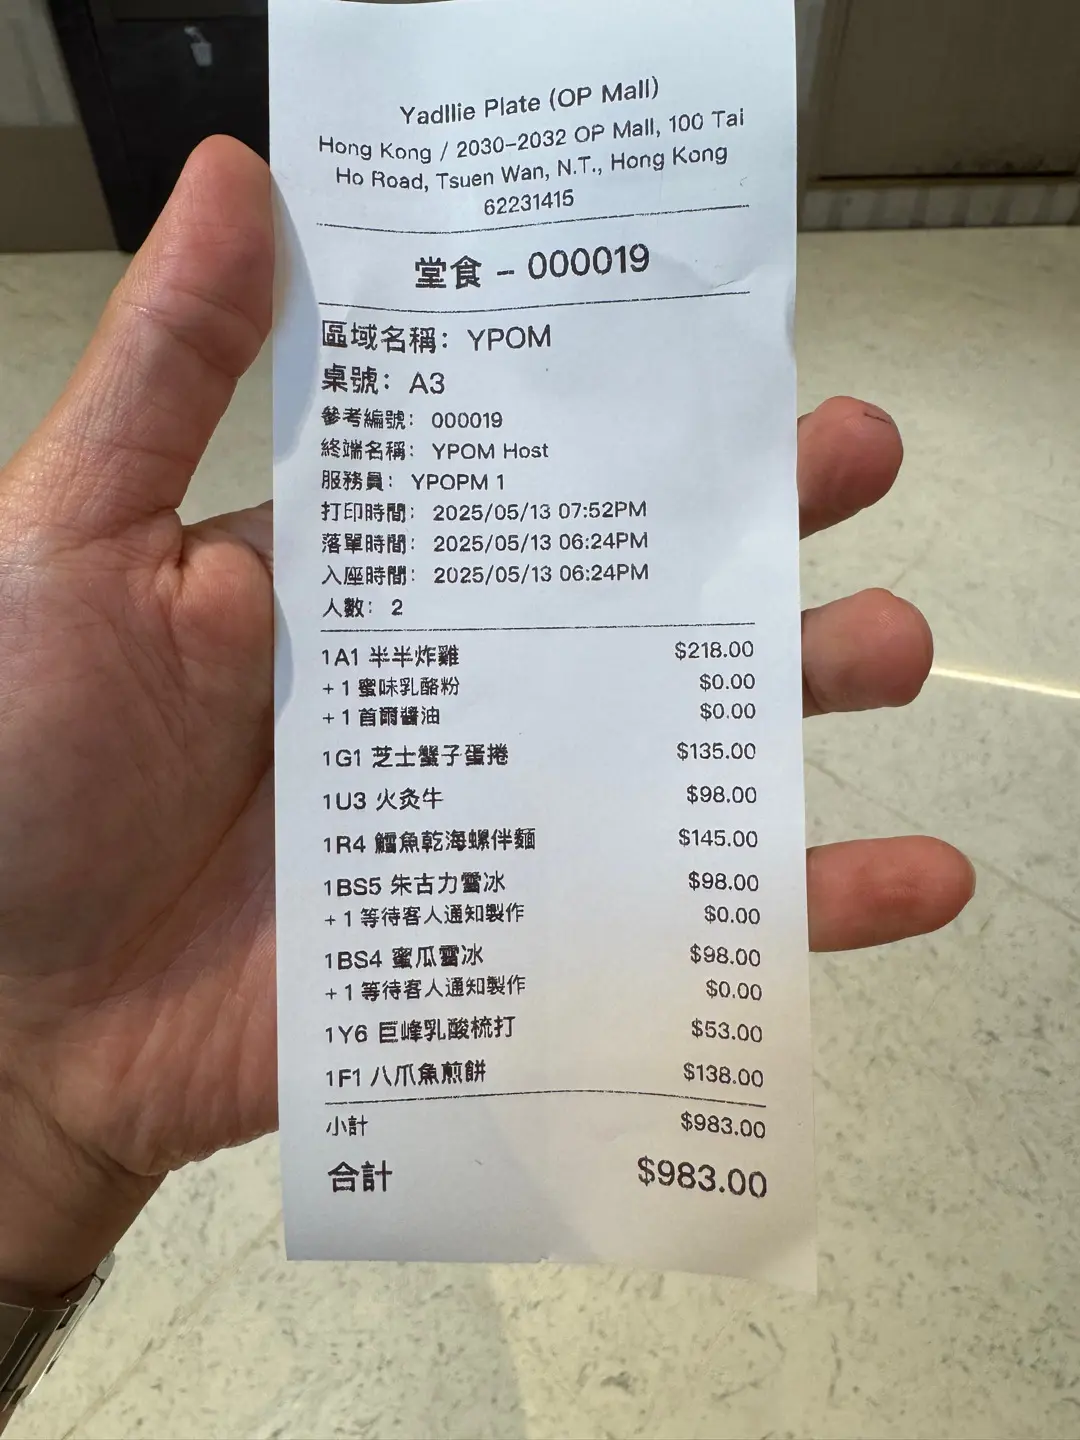 Yadllie Plate (OP Mall)
Hong Kong / 2030-2032 OP Mall, 100 Tai
Ho Road, Tsuen Wan, N.T., Hong Kong
62231415
堂食 - 000019
區域名稱: YPOM
桌號: A3
參考編號: 000019
終端名稱: YPOM Host
服務員: YPOPM 1
打印時間: 2025/05/13 07:52PM
落單時間: 2025/05/13 06:24PM
入座時間: 2025/05/13 06:24PM
人數: 2
1A1 半半炸雞 $218.00
+ 1 蜜味乳酪粉 $0.00
+ 1 首爾醬油 $0.00
1G1 芝士蟹子蛋捲 $135.00
1U3 火灸牛 $98.00
1R4 鱈魚乾海螺伴麵 $145.00
1BS5 朱古力雪冰 $98.00
+ 1 等待客人通知製作 $0.00
1BS4 蜜瓜雪冰 $98.00
+ 1 等待客人通知製作 $0.00
1Y6 巨峰乳酸梳打 $53.00
1F1 八爪魚煎餅 $138.00
小計 $983.00
合計 $983.00